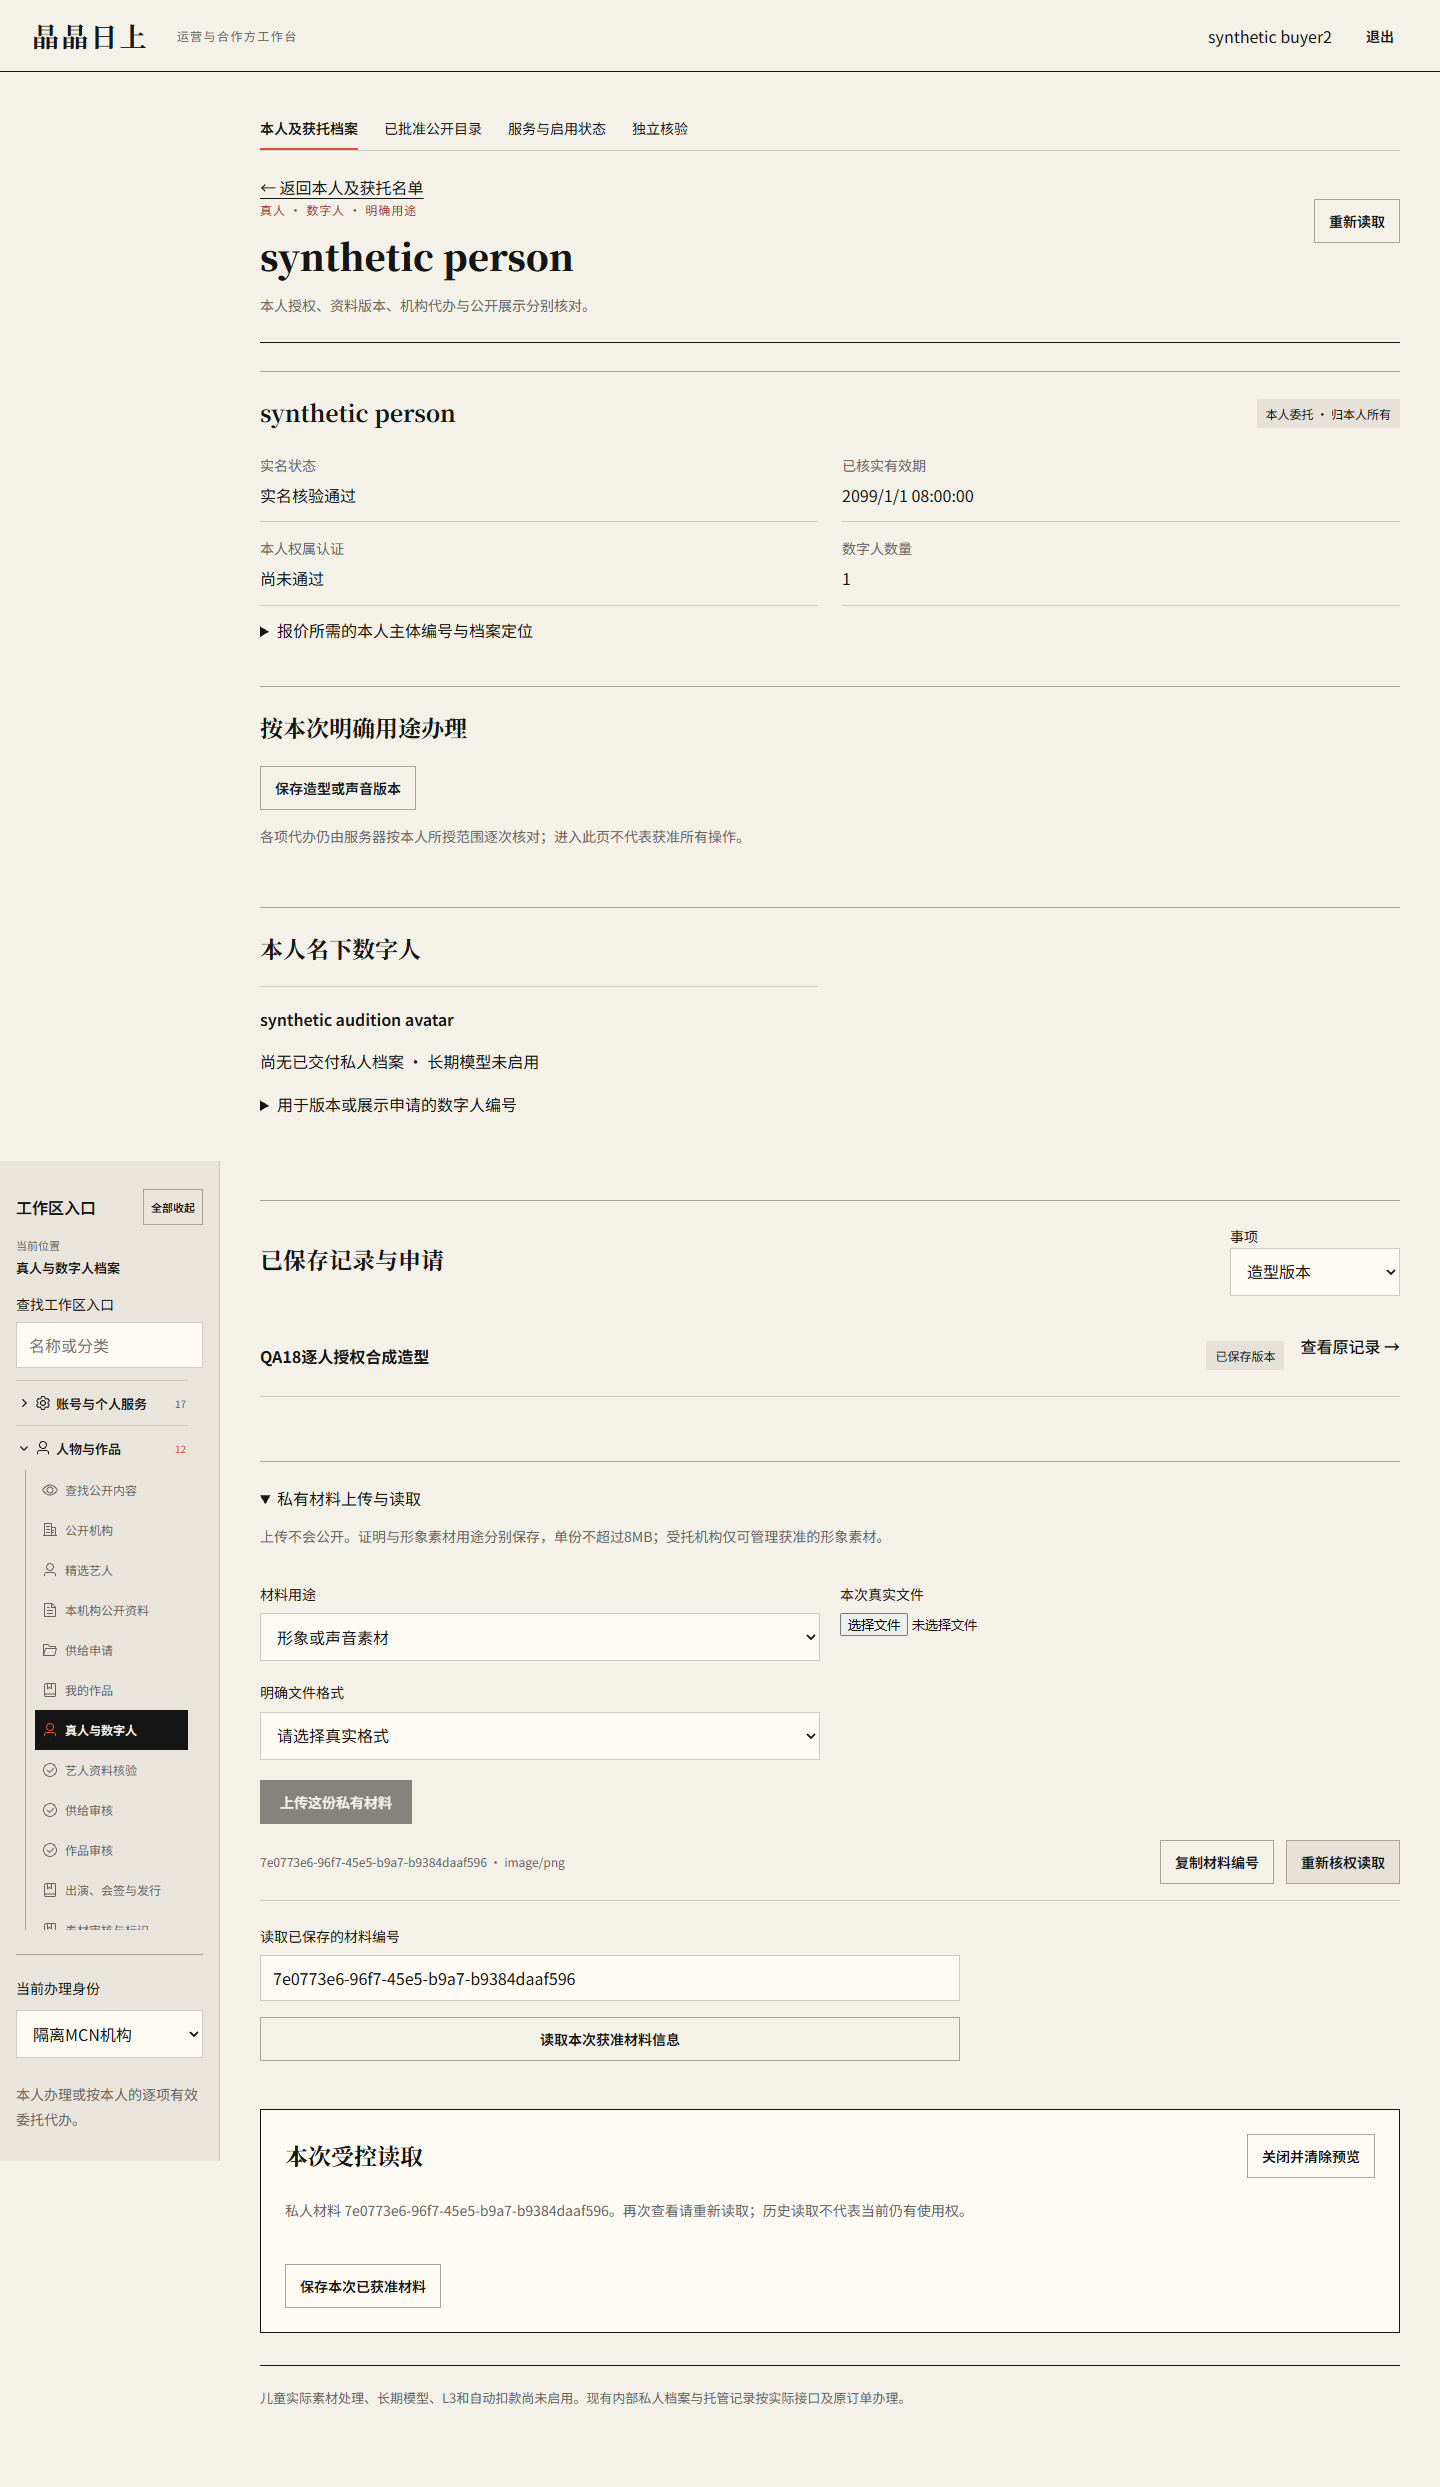 晶晶日上
运营与合作方工作台
synthetic buyer2
退出
本人及获托档案
已批准公开目录
服务与启用状态
独立核验
← 返回本人及获托名单
真人 · 数字人 · 明确用途
重新读取
synthetic person
本人授权、资料版本、机构代办与公开展示分别核对。
synthetic person
本人委托 · 归本人所有
实名状态
实名核验通过
已核实有效期
2099/1/1 08:00:00
本人权属认证
尚未通过
数字人数量
1
▶ 报价所需的本人主体编号与档案定位
按本次明确用途办理
保存造型或声音版本
各项代办仍由服务器按本人所授范围逐次核对；进入此页不代表获准所有操作。
本人名下数字人
synthetic audition avatar
尚无已交付私人档案 · 长期模型未启用
▶ 用于版本或展示申请的数字人编号
工作区入口
全部收起
当前位置
真人与数字人档案
查找工作区入口
名称或分类
账号与个人服务 17
人物与作品 12
查找公开内容
公开机构
精选艺人
本机构公开资料
供给申请
我的作品
真人与数字人
艺人资料核验
供给审核
作品审核
出演、会签与发行
素材审核与标识
当前办理身份
隔离MCN机构
本人办理或按本人的逐项有效
委托代办。
已保存记录与申请
事项
造型版本
QA18逐人授权合成造型
已保存版本
查看原记录 →
▼ 私有材料上传与读取
上传不会公开。证明与形象素材用途分别保存，单份不超过8MB；受托机构仅可管理获准的形象素材。
材料用途
形象或声音素材
本次真实文件
选择文件 未选择文件
明确文件格式
请选择真实格式
上传这份私有材料
7e0773e6-96f7-45e5-b9a7-b9384daaf596 · image/png
复制材料编号
重新核权读取
读取已保存的材料编号
7e0773e6-96f7-45e5-b9a7-b9384daaf596
读取本次获准材料信息
本次受控读取
关闭并清除预览
私人材料 7e0773e6-96f7-45e5-b9a7-b9384daaf596。再次查看请重新读取；历史读取不代表当前仍有使用权。
保存本次已获准材料
儿童实际素材处理、长期模型、L3和自动扣款尚未启用。现有内部私人档案与托管记录按实际接口及原订单办理。